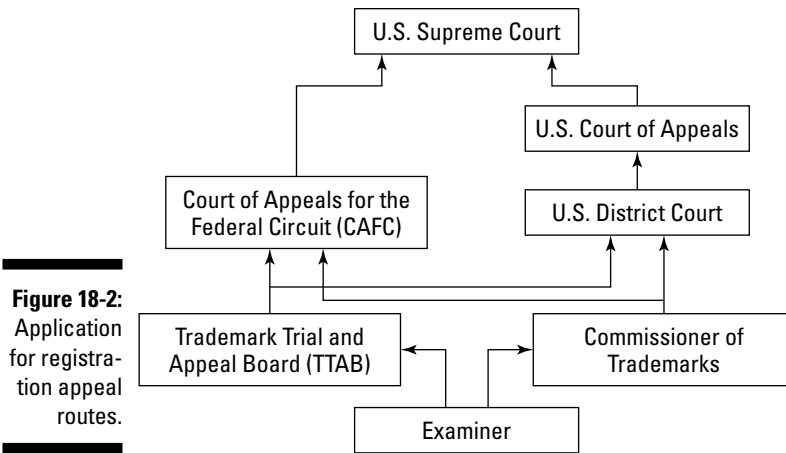 U.S. Supreme Court
U.S. Court of Appeals
Court of Appeals for the
Federal Circuit (CAFC)
U.S. District Court
Trademark Trial and
Appeal Board (TTAB)
Commissioner of
Trademarks
Examiner
Figure 18-2:
Application
for registra-
tion appeal
routes.